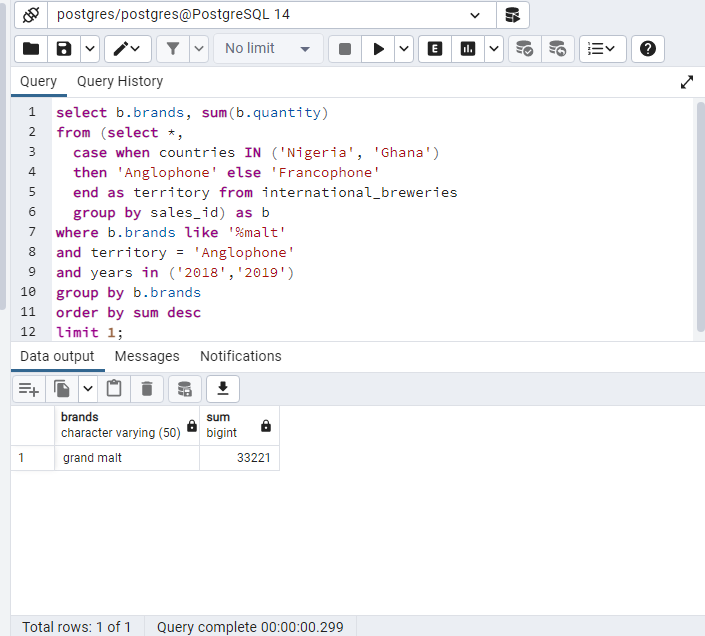 postgres/postgres@PostgreSQL 14
No limit
E
Query Query History
1 select b.brands, sum(b.quantity)
2 from (select *,
3 case when countries IN ('Nigeria', 'Ghana')
4 then 'Anglophone' else 'Francophone'
5 end as territory from international_breweries
6 group by sales_id) as b
7 where b.brands like '%malt'
8 and territory = 'Anglophone'
9 and years in ('2018','2019')
10 group by b.brands
11 order by sum desc
12 limit 1;
Data output Messages Notifications
brands sum
character varying (50) bigint
1 grand malt 33221
Total rows: 1 of 1 Query complete 00:00:00.299